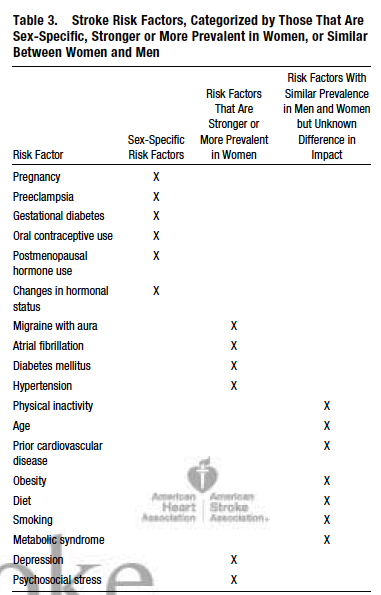 Table 3. Stroke Risk Factors, Categorized by Those That Are
Sex-Specific, Stronger or More Prevalent in Women, or Similar
Between Women and Men
Risk Factor
Sex-Specific
Risk Factors
Risk Factors
That Are
Stronger or
More Prevalent
in Women
Risk Factors With
Similar Prevalence
in Men and Women
but Unknown
Difference in
Impact
Pregnancy X
Preeclampsia X
Gestational diabetes X
Oral contraceptive use X
Postmenopausal X
hormone use
Changes in hormonal X
status
Migraine with aura X
Atrial fibrillation X
Diabetes mellitus X
Hypertension X
Physical inactivity X
Age X
Prior cardiovascular X
disease
Obesity X
Diet X
Smoking X
Metabolic syndrome X
Depression X
Psychosocial stress X
American American
Heart Stroke
Association Association®
oke